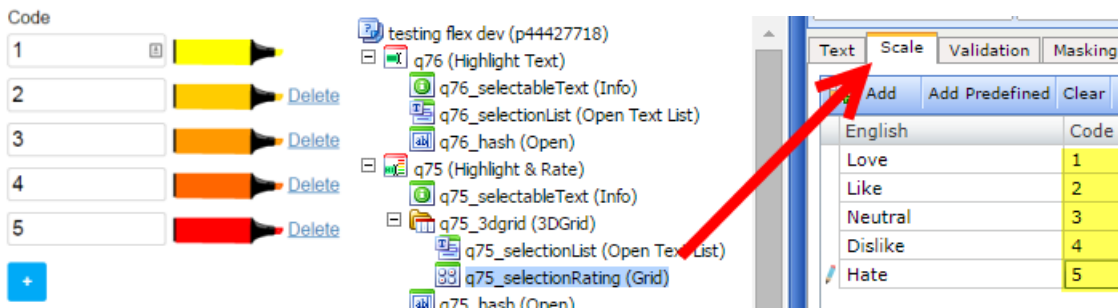 Code
1
2 Delete
3 Delete
4 Delete
5 Delete
+
testing flex dev (p44427718)
q76 (Highlight Text)
q76_selectableText (Info)
q76_selectionList (Open Text List)
q76_hash (Open)
q75 (Highlight & Rate)
q75_selectableText (Info)
q75_3dgrid (3DGrid)
q75_selectionList (Open Text List)
q75_selectionRating (Grid)
q75_hash (Open)
Text Scale Validation Masking
Add Add Predefined Clear
English Code
Love 1
Like 2
Neutral 3
Dislike 4
Hate 5